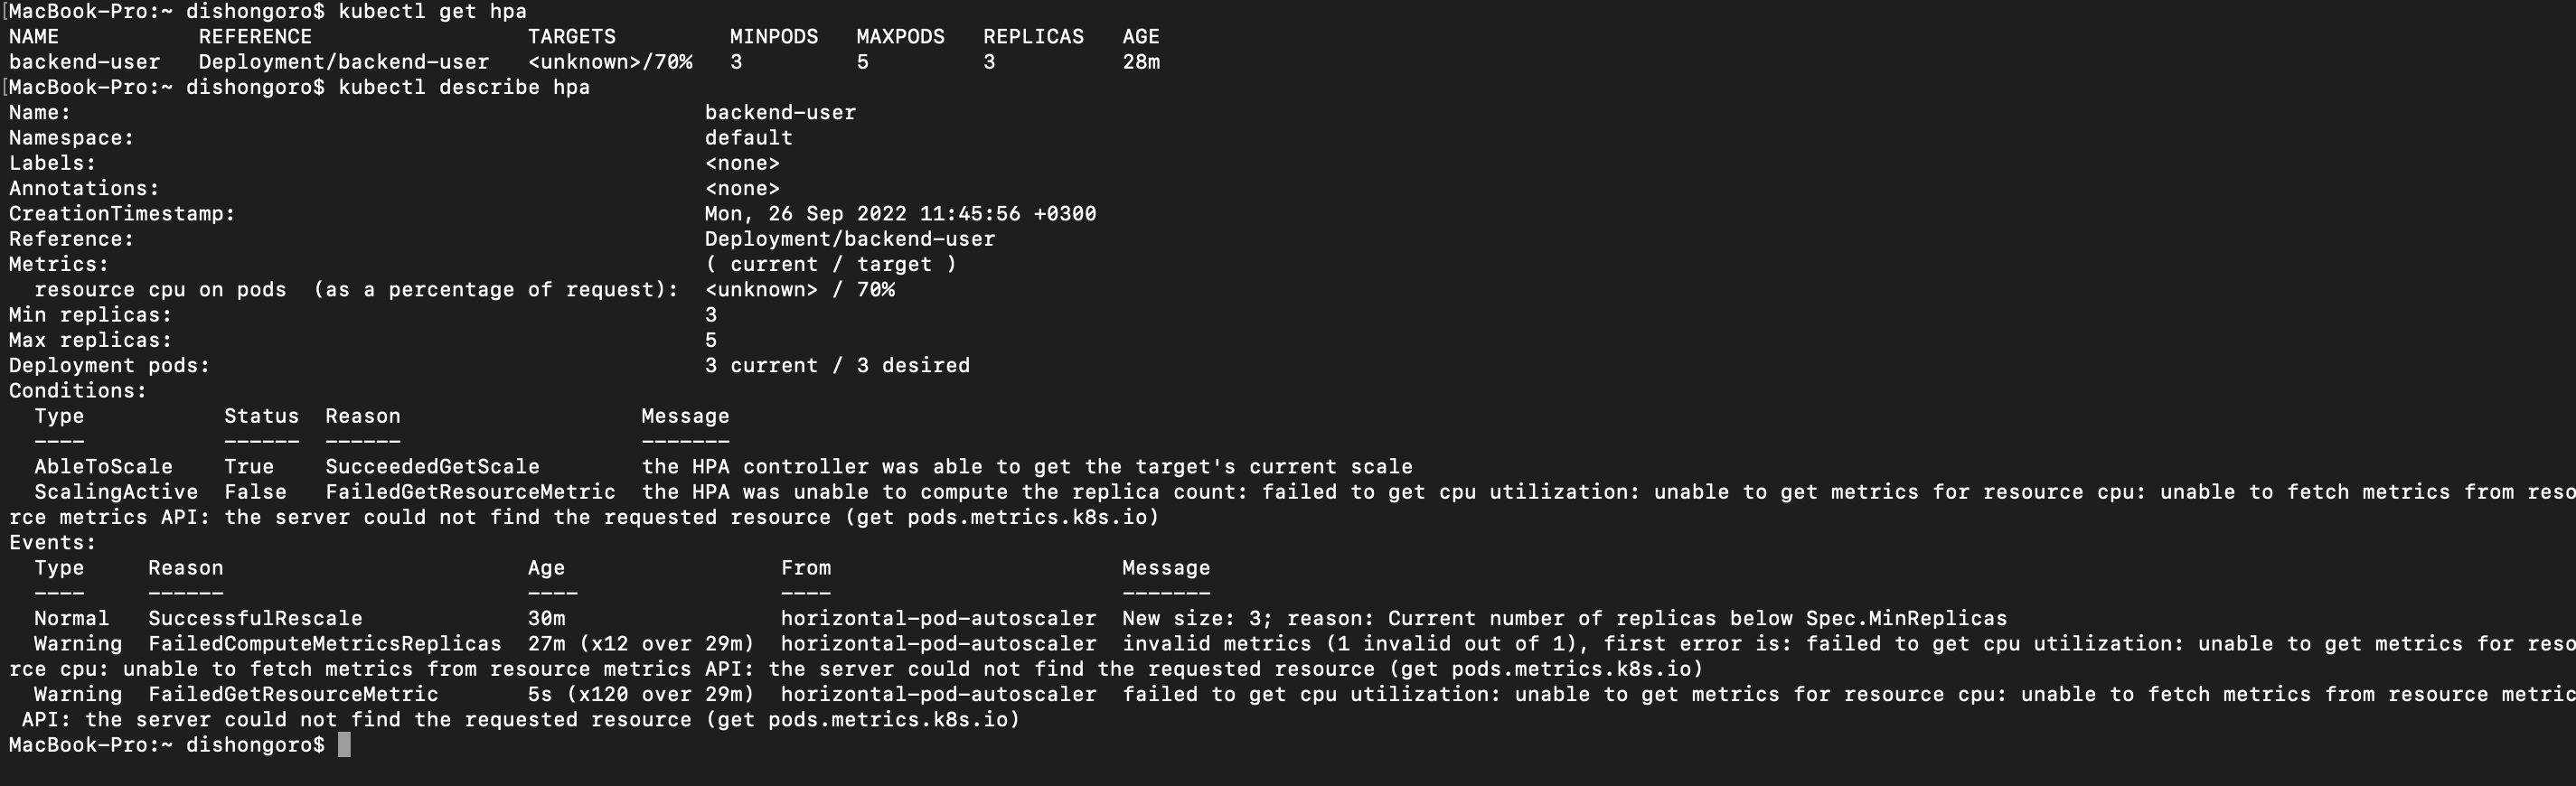 [MacBook-Pro:~ dishongoro$ kubectl get hpa
NAME           REFERENCE                 TARGETS         MINPODS   MAXPODS   REPLICAS   AGE
backend-user   Deployment/backend-user   <unknown>/70%   3         5         3          28m
[MacBook-Pro:~ dishongoro$ kubectl describe hpa
Name:                                                  backend-user
Namespace:                                             default
Labels:                                                <none>
Annotations:                                           <none>
CreationTimestamp:                                     Mon, 26 Sep 2022 11:45:56 +0300
Reference:                                             Deployment/backend-user
Metrics:                                               ( current / target )
  resource cpu on pods  (as a percentage of request):  <unknown> / 70%
Min replicas:                                          3
Max replicas:                                          5
Deployment pods:                                       3 current / 3 desired
Conditions:
  Type           Status  Reason                   Message
  ----           ------  ------                   -------
  AbleToScale    True    SucceededGetScale        the HPA controller was able to get the target's current scale
  ScalingActive  False   FailedGetResourceMetric  the HPA was unable to compute the replica count: failed to get cpu utilization: unable to get metrics for resource cpu: unable to fetch metrics from reso
rce metrics API: the server could not find the requested resource (get pods.metrics.k8s.io)
Events:
  Type     Reason                        Age                 From                       Message
  ----     ------                        ----                ----                       -------
  Normal   SuccessfulRescale             30m                 horizontal-pod-autoscaler  New size: 3; reason: Current number of replicas below Spec.MinReplicas
  Warning  FailedComputeMetricsReplicas  27m (x12 over 29m)  horizontal-pod-autoscaler  invalid metrics (1 invalid out of 1), first error is: failed to get cpu utilization: unable to get metrics for reso
rce cpu: unable to fetch metrics from resource metrics API: the server could not find the requested resource (get pods.metrics.k8s.io)
  Warning  FailedGetResourceMetric       5s (x120 over 29m)  horizontal-pod-autoscaler  failed to get cpu utilization: unable to get metrics for resource cpu: unable to fetch metrics from resource metric
 API: the server could not find the requested resource (get pods.metrics.k8s.io)
MacBook-Pro:~ dishongoro$